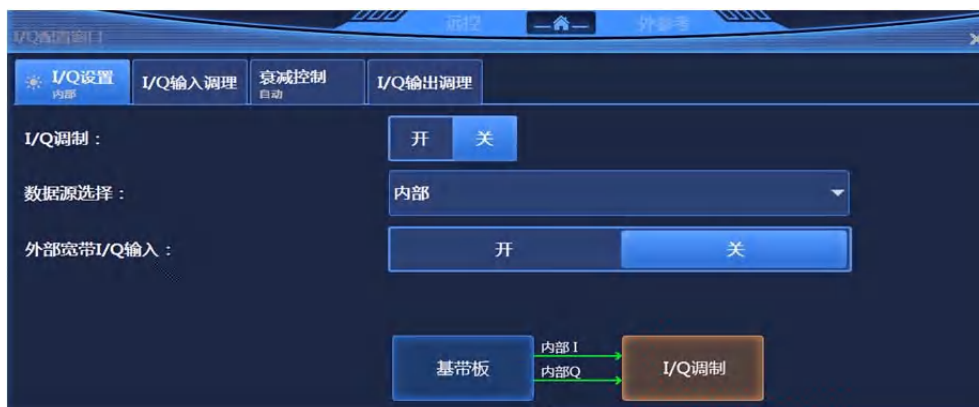 远控
外参考
I/Q配置窗口
I/Q设置
内部
I/Q输入调理
衰减控制
自动
I/Q输出调理
I/Q调制：
开
关
数据源选择：
内部
外部宽带I/Q输入：
开
关
基带板
内部 I
内部Q
I/Q调制